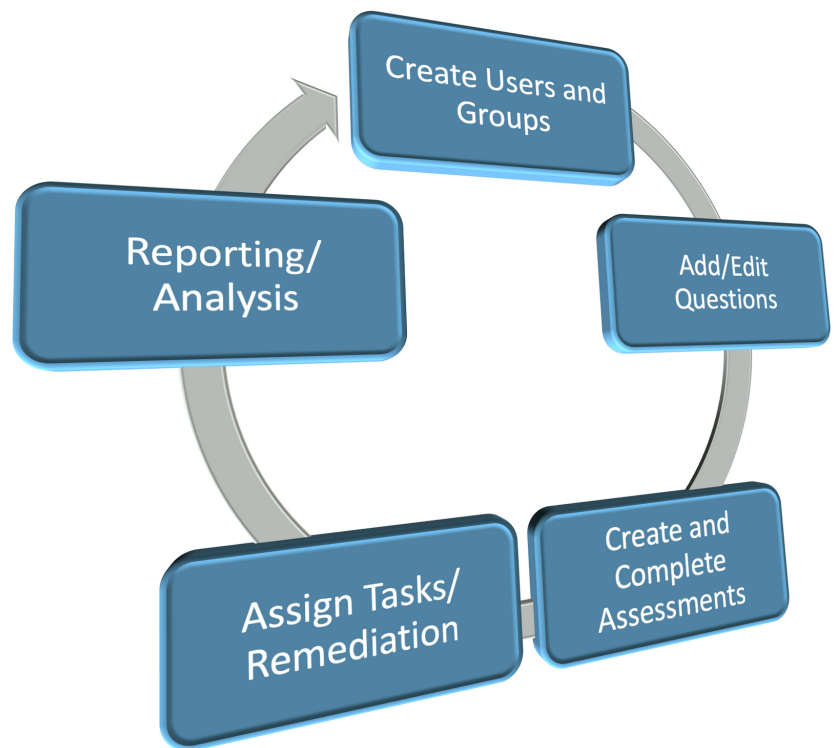 Create Users and
Groups
Add/Edit
Questions
Create and
Complete
Assessments
Assign Tasks/
Remediation
Reporting/
Analysis